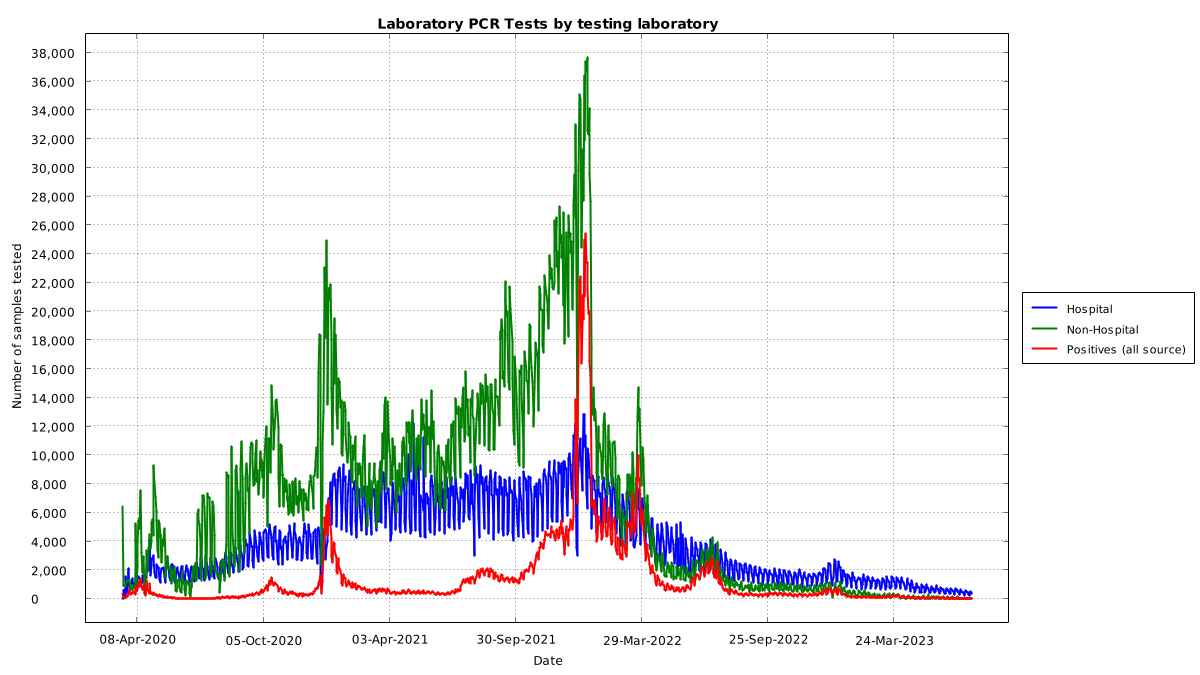 Laboratory PCR Tests by testing laboratory
38,000
36,000
34,000
32,000
30,000
28,000
26,000
24,000
22,000
20,000
18,000
16,000
14,000
12,000
10,000
8,000
6,000
4,000
2,000
0
Number of samples tested
08-Apr-2020 05-Oct-2020 03-Apr-2021 30-Sep-2021 29-Mar-2022 25-Sep-2022 24-Mar-2023
Date
Hospital
Non-Hospital
Positives (all source)